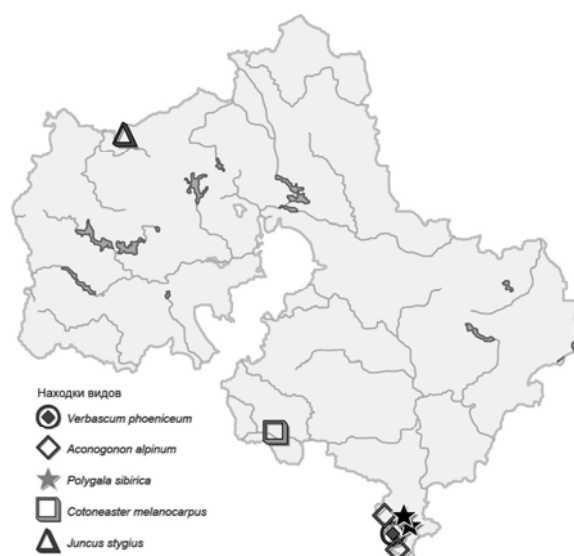 Находки видов
Verbascum phoeniceum
Aconogonon alpinum
Polygala sibirica
Cotoneaster melanocarpus
Juncus stygius